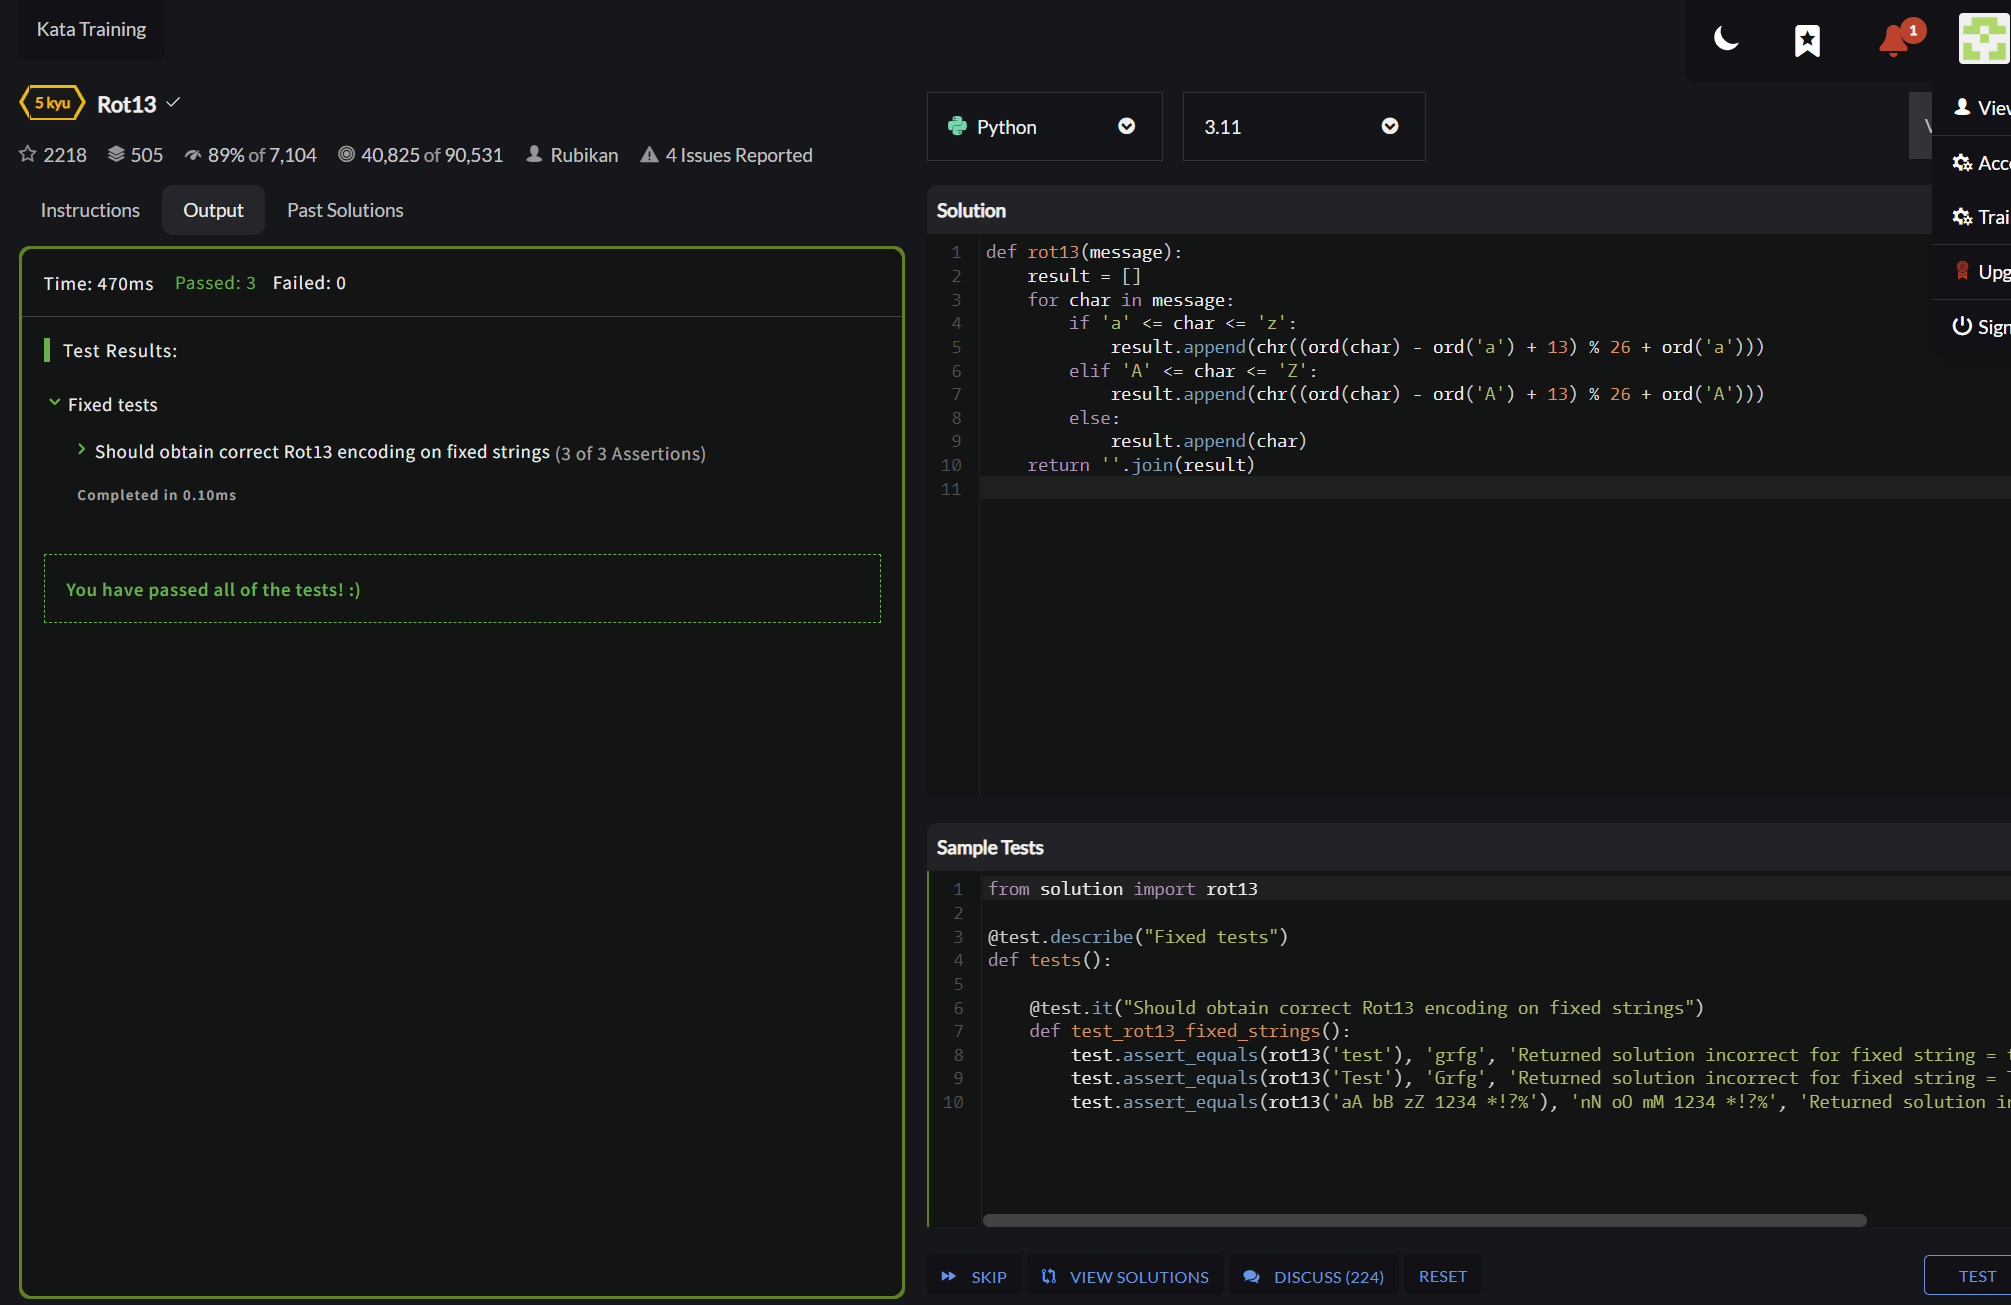 Kata Training
1
5 kyu Rot13
2218 505 89% of 7,104 40,825 of 90,531 Rubikan 4 Issues Reported
Python 3.11
Instructions Output Past Solutions
Time: 470ms Passed: 3 Failed: 0
Test Results:
Fixed tests
Should obtain correct Rot13 encoding on fixed strings (3 of 3 Assertions)
Completed in 0.10ms
You have passed all of the tests! :)
Solution
1 def rot13(message):
2     result = []
3     for char in message:
4         if 'a' <= char <= 'z':
5             result.append(chr((ord(char) - ord('a') + 13) % 26 + ord('a')))
6         elif 'A' <= char <= 'Z':
7             result.append(chr((ord(char) - ord('A') + 13) % 26 + ord('A')))
8         else:
9             result.append(char)
10     return ''.join(result)
11
Sample Tests
1 from solution import rot13
2
3 @test.describe("Fixed tests")
4 def tests():
5
6     @test.it("Should obtain correct Rot13 encoding on fixed strings")
7     def test_rot13_fixed_strings():
8         test.assert_equals(rot13('test'), 'grfg', 'Returned solution incorrect for fixed string =
9         test.assert_equals(rot13('Test'), 'Grfg', 'Returned solution incorrect for fixed string =
10         test.assert_equals(rot13('aA bB zZ 1234 *!?%'), 'nN oO mM 1234 *!?%', 'Returned solution
SKIP VIEW SOLUTIONS DISCUSS (224) RESET TEST